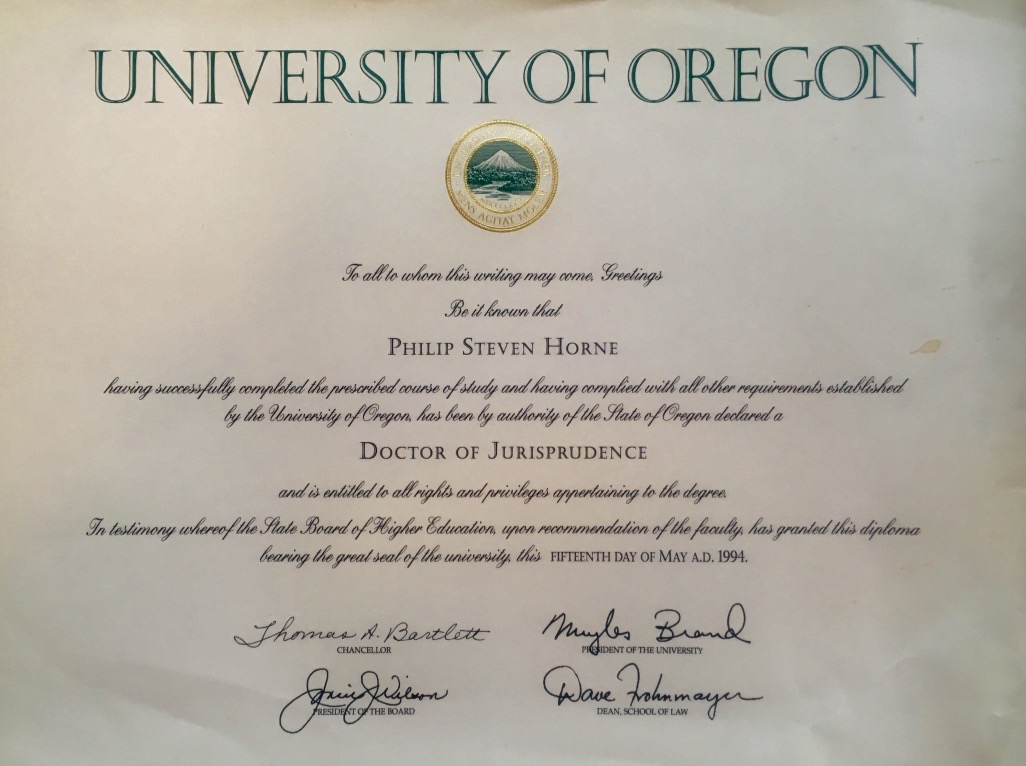 UNIVERSITY OF OREGON
MENS AGITAT MOLEM
To all to whom this writing may come, Greetings
Be it known that
PHILIP STEVEN HORNE
having successfully completed the prescribed course of study and having complied with all other requirements established
by the University of Oregon, has been by authority of the State of Oregon declared a
DOCTOR OF JURISPRUDENCE
and is entitled to all rights and privileges appertaining to the degree.
In testimony whereof the State Board of Higher Education, upon recommendation of the faculty, has granted this diploma
bearing the great seal of the university, this FIFTEENTH DAY OF MAY A.D. 1994.
Thomas A. Bartlett
CHANCELLOR
Myles Brand
PRESIDENT OF THE UNIVERSITY
Wilson
PRESIDENT OF THE BOARD
Dave Frohnmayer
DEAN, SCHOOL OF LAW